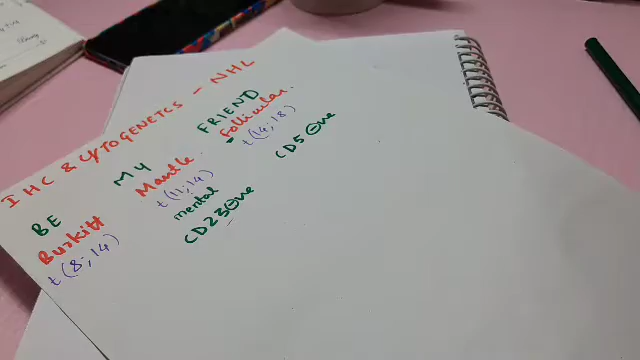 IHC & CYTOGENETICS - NHL
BE MY FRIEND
Burkitt Mantle Follicular
t(8;14) t(11;14) t(14;18)
mental
CD23 ⊖ve CD5 ⊖ve